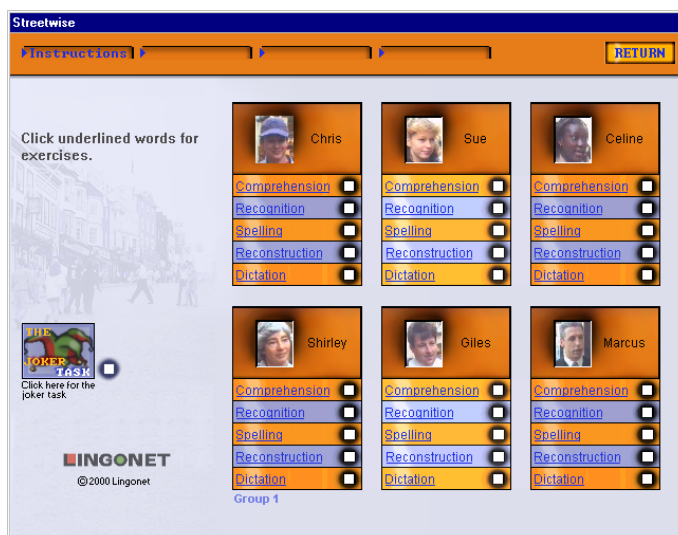 Streetwise
Instructions
RETURN
Click underlined words for
exercises.
Chris
Comprehension
Recognition
Spelling
Reconstruction
Dictation
Sue
Comprehension
Recognition
Spelling
Reconstruction
Dictation
Celine
Comprehension
Recognition
Spelling
Reconstruction
Dictation
THE
JOKER
TASK
Click here for the
joker task
Shirley
Comprehension
Recognition
Spelling
Reconstruction
Dictation
Giles
Comprehension
Recognition
Spelling
Reconstruction
Dictation
Marcus
Comprehension
Recognition
Spelling
Reconstruction
Dictation
LINGONET
©2000 Lingonet
Group 1